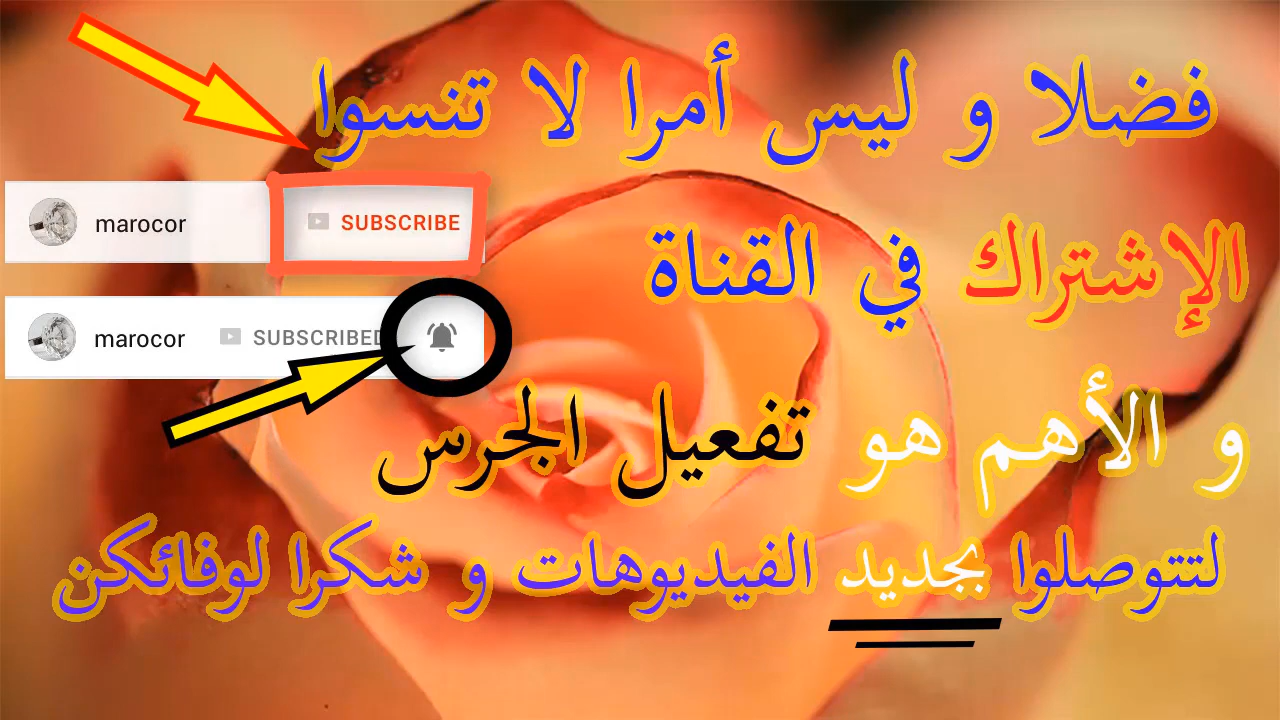 فضلا و ليس أمرا لا تنسوا
marocor SUBSCRIBE
الإشتراك في القناة
marocor SUBSCRIBED
و الأهم هو تفعيل الجرس
لتتوصلوا بجديد الفيديوهات و شكرا لوفائكن